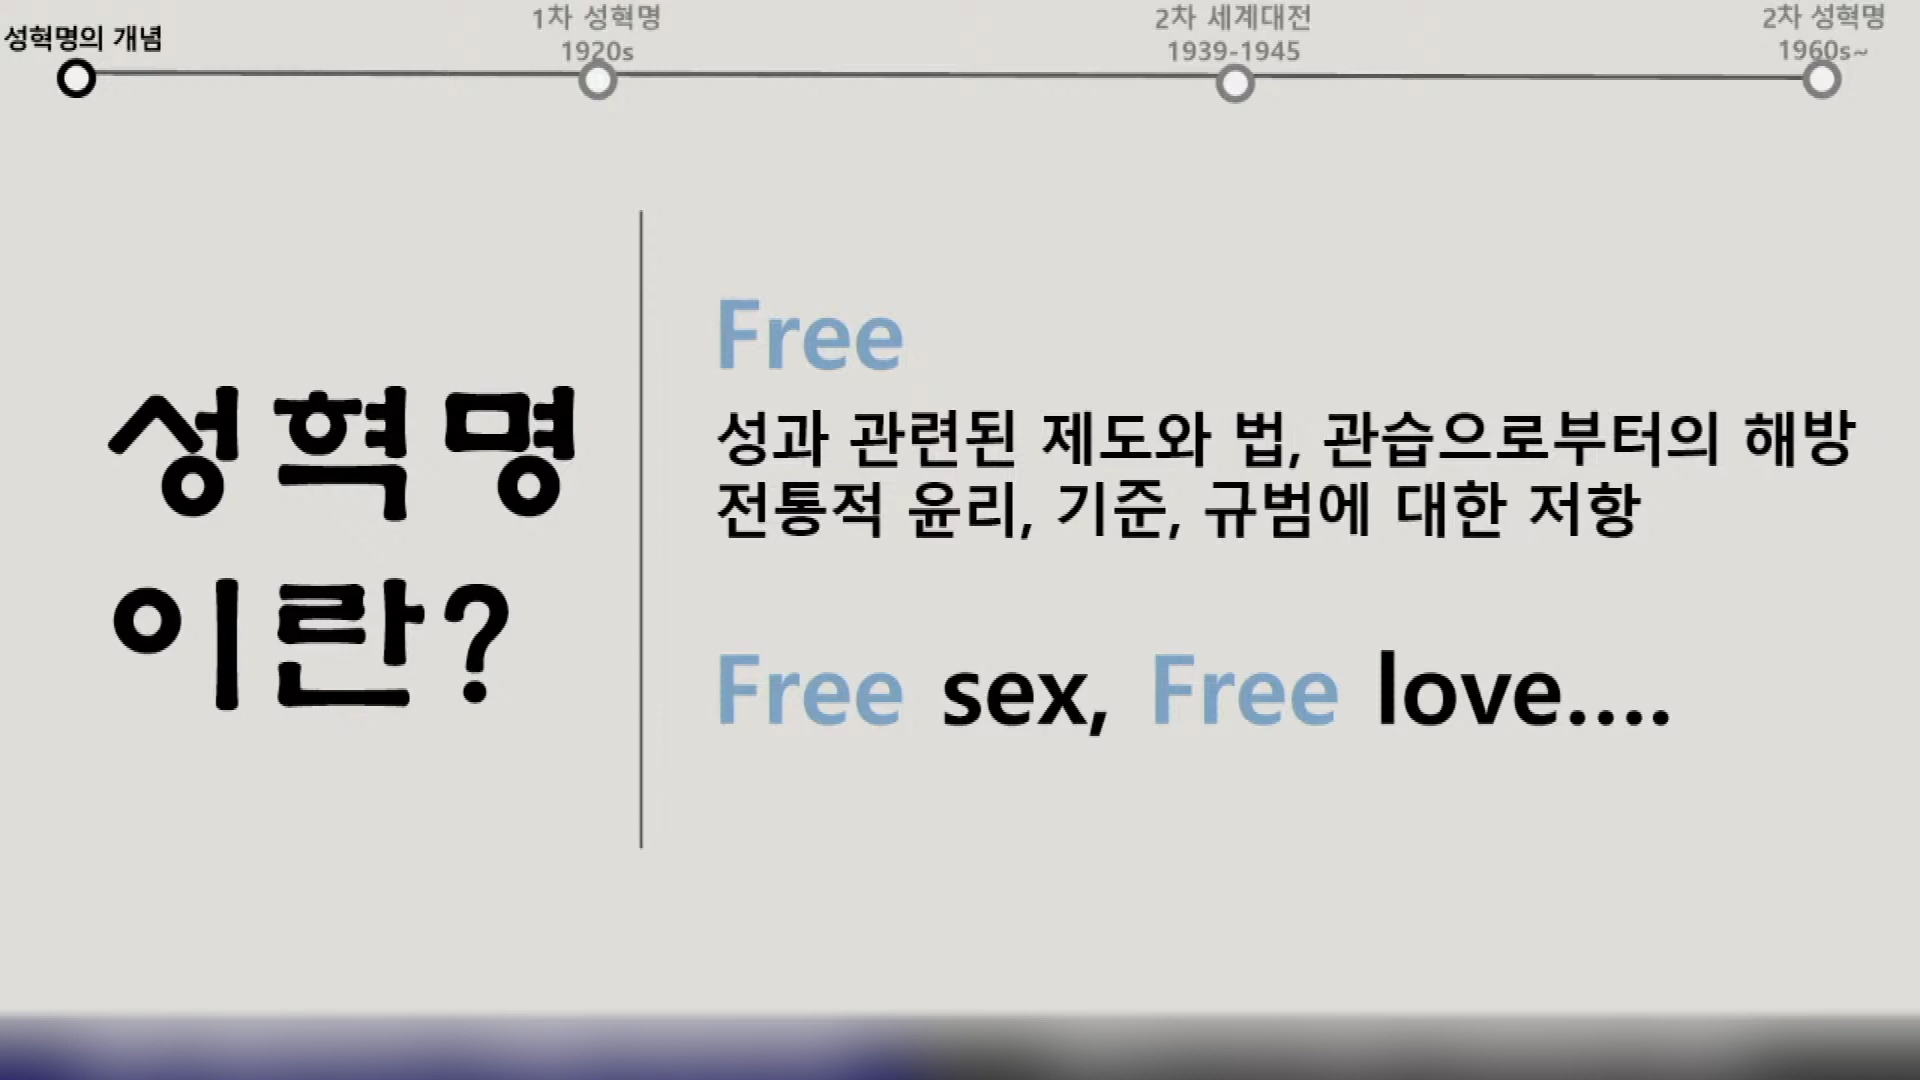 성혁명의 개념
1차 성혁명
1920s
2차 세계대전
1939-1945
2차 성혁명
1960s~
성혁명
이란?
Free
성과 관련된 제도와 법, 관습으로부터의 해방
전통적 윤리, 기준, 규범에 대한 저항
Free sex, Free love....